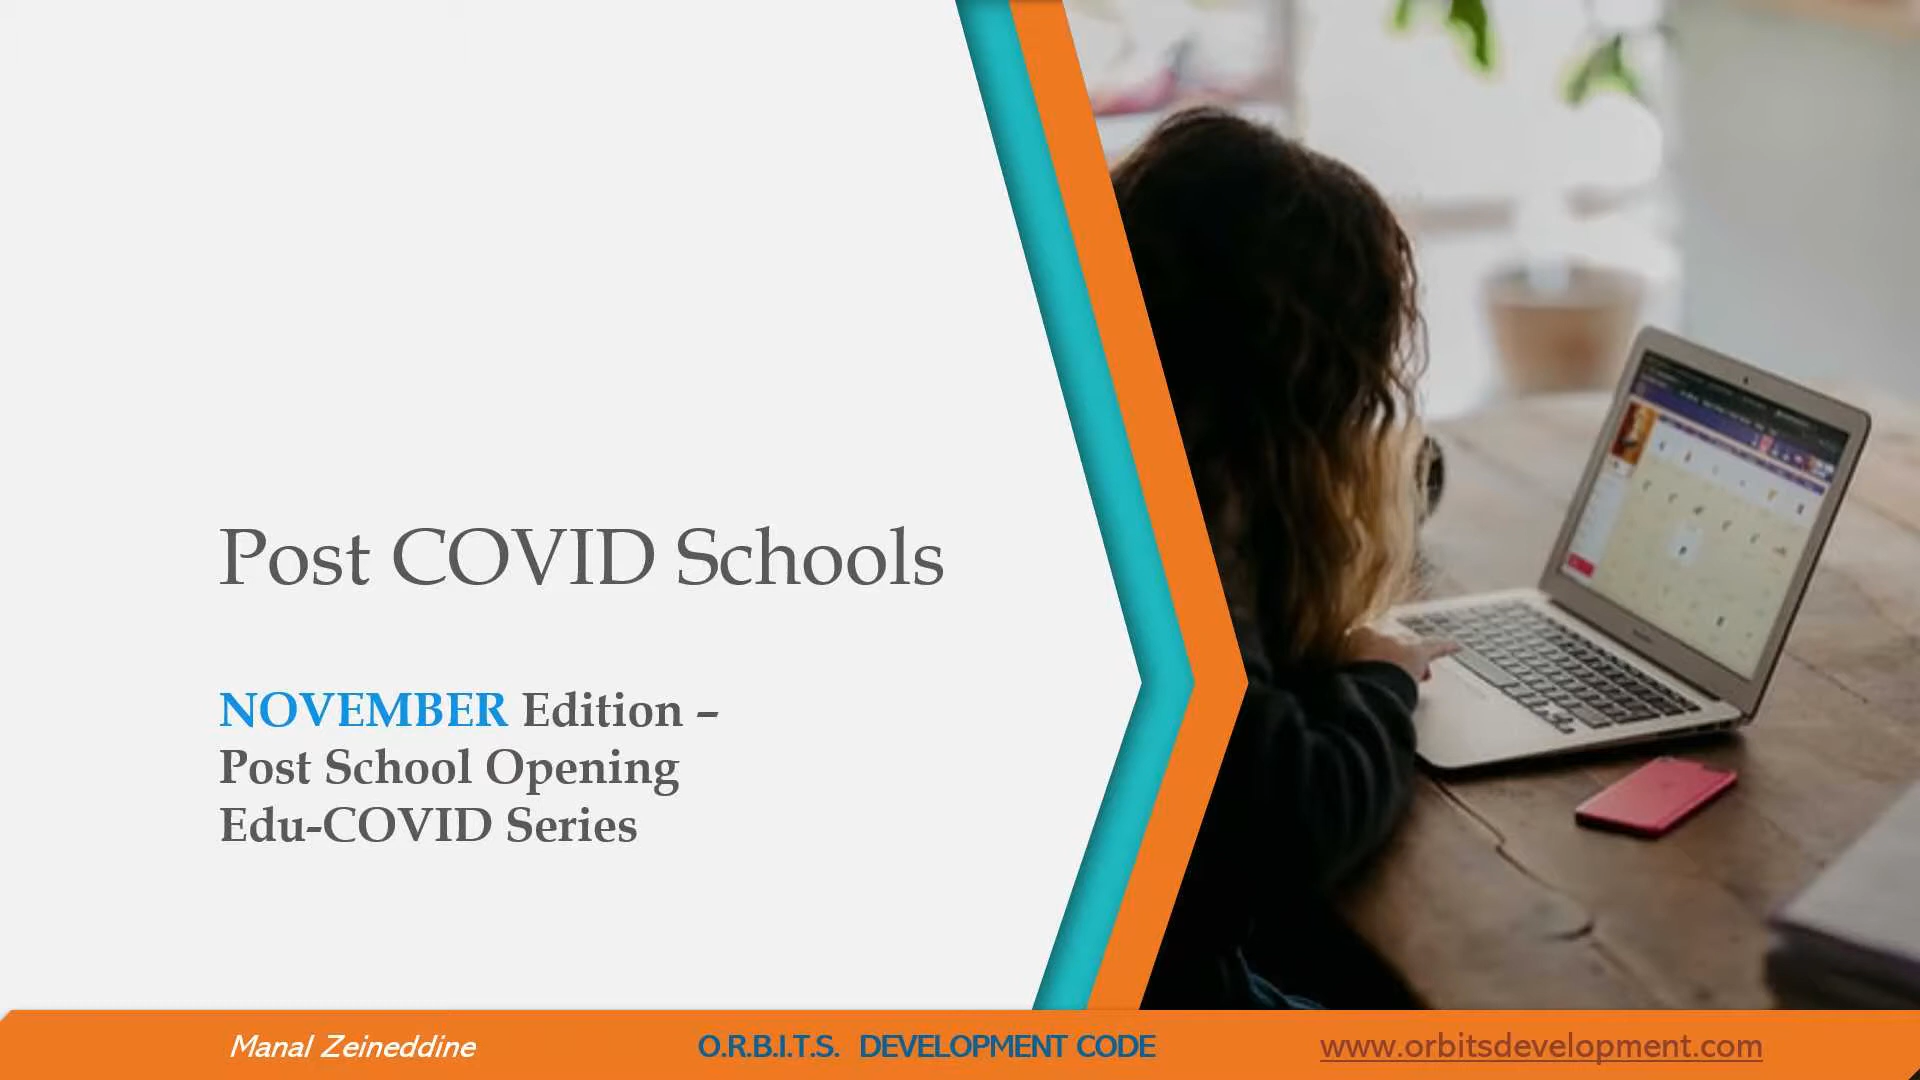 Post COVID Schools
NOVEMBER Edition –
Post School Opening
Edu-COVID Series
Manal Zeineddine
O.R.B.I.T.S. DEVELOPMENT CODE
www.orbitsdevelopment.com